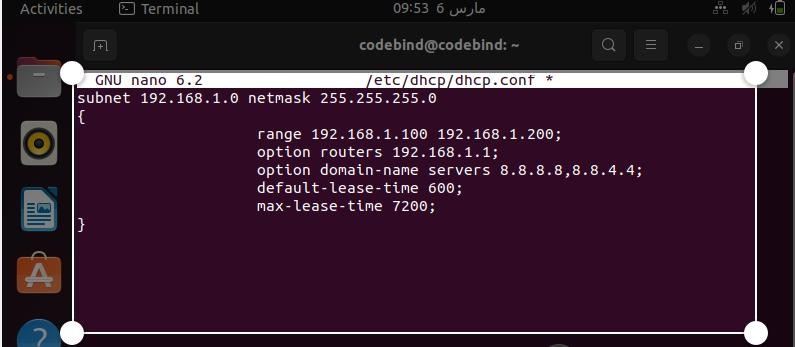 Activities Terminal 09:53 6 مارس
codebind@codebind: ~
GNU nano 6.2 /etc/dhcp/dhcp.conf *
subnet 192.168.1.0 netmask 255.255.255.0
{
range 192.168.1.100 192.168.1.200;
option routers 192.168.1.1;
option domain-name servers 8.8.8.8,8.8.4.4;
default-lease-time 600;
max-lease-time 7200;
}